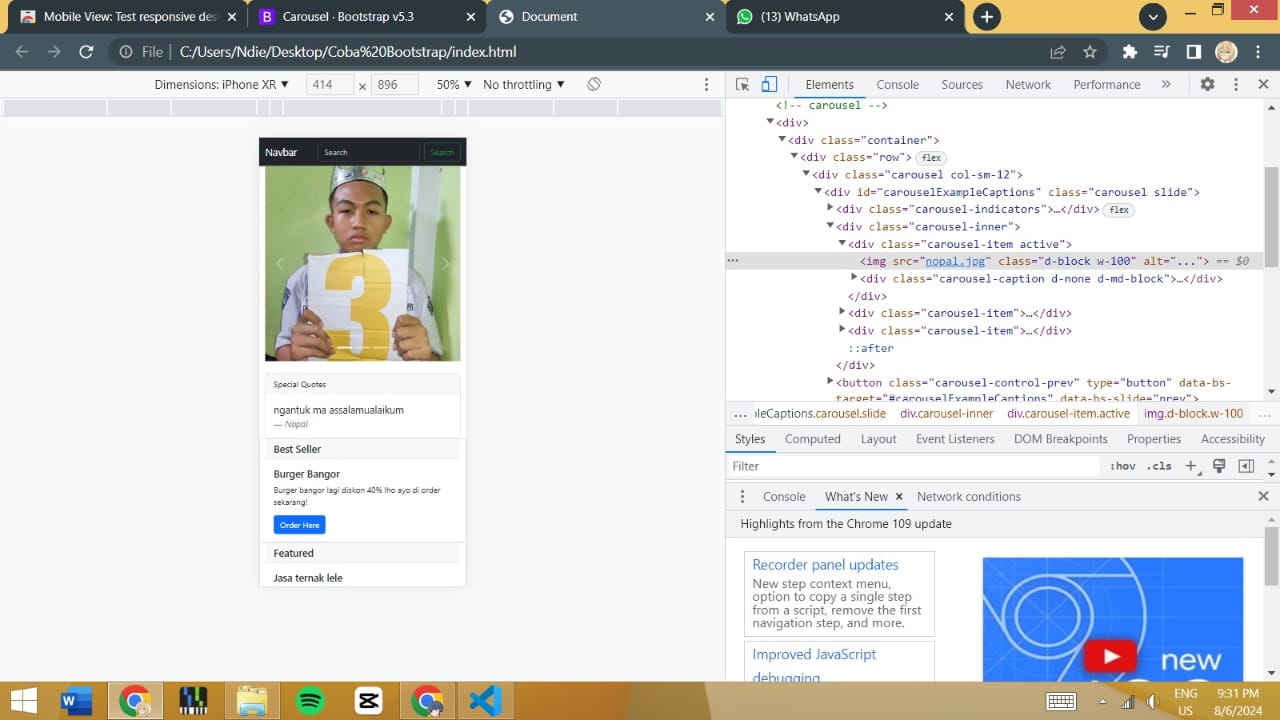 Mobile View: Test responsive des
Carousel · Bootstrap v5.3
Document
(13) WhatsApp
File
C:/Users/Ndie/Desktop/Coba%20Bootstrap/index.html
Dimensions: iPhone XR ▼ 414 × 896 50% ▼ No throttling ▼
Elements Console Sources Network Performance »
<!-- carousel -->
▼<div>
▼<div class="container">
▼<div class="row"> flex
▼<div class="carousel col-sm-12">
▼<div id="carouselExampleCaptions" class="carousel slide">
▶<div class="carousel-indicators">…</div> flex
▼<div class="carousel-inner">
▼<div class="carousel-item active">
<img src="nopal.jpg" class="d-block w-100" alt="..."> == $0
▶<div class="carousel-caption d-none d-md-block">…</div>
</div>
▶<div class="carousel-item">…</div>
▶<div class="carousel-item">…</div>
::after
</div>
▶<button class="carousel-control-prev" type="button" data-bs-
target="#carouselExampleCaptions" data-bs-slide="prev">
... pleCaptions.carousel.slide div.carousel-inner div.carousel-item.active img.d-block.w-100 ...
Styles Computed Layout Event Listeners DOM Breakpoints Properties Accessibility
Filter
:hov .cls +
Console What's New × Network conditions
Highlights from the Chrome 109 update
Recorder panel updates
New step context menu,
option to copy a single step
from a script, remove the first
navigation step, and more.
Improved JavaScript
debugging
new
Navbar Search Search
3
Special Quotes
ngantuk ma assalamualaikum
— Nopal
Best Seller
Burger Bangor
Burger bangor lagi diskon 40% lho ayo di order
sekarang!
Order Here
Featured
Jasa ternak lele
ENG
US
9:31 PM
8/6/2024